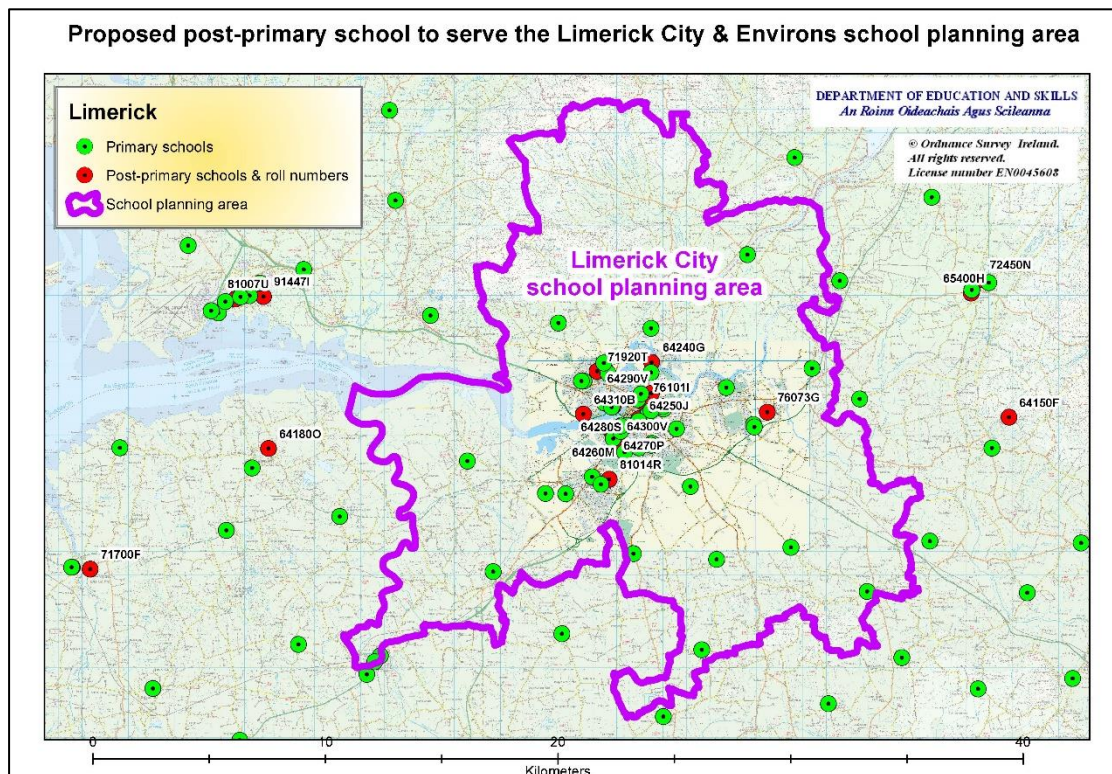 Proposed post-primary school to serve the Limerick City & Environs school planning area
Limerick
Primary schools
Post-primary schools & roll numbers
School planning area
DEPARTMENT OF EDUCATION AND SKILLS
An Roinn Oideachais Agus Scileanna
© Ordnance Survey Ireland.
All rights reserved.
License number EN0045608
Limerick City
school planning area
81007U
91447I
72450N
65400H
64240G
71920T
64290V
76101I
64310B
64250J
76073G
64150F
64280S
64300V
64180O
64260M
64270P
81014R
71700F
0
10
20
40
Kilometers